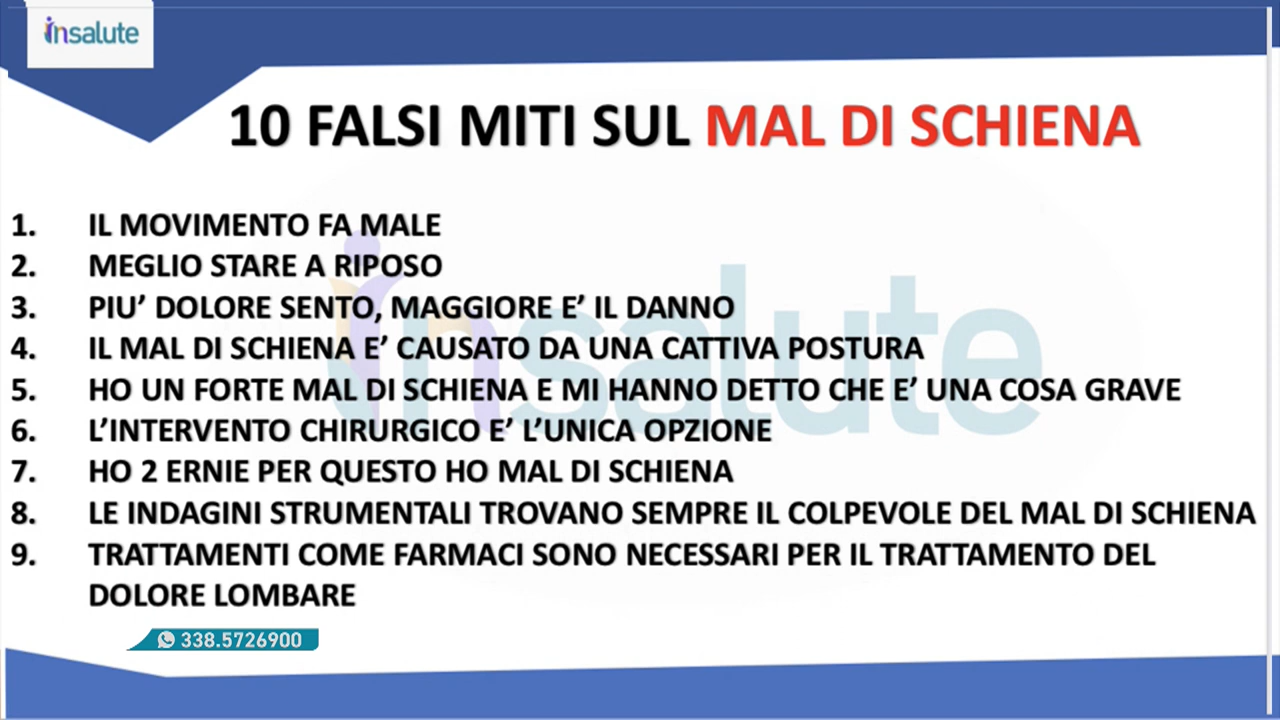 insalute
10 FALSI MITI SUL MAL DI SCHIENA
1. IL MOVIMENTO FA MALE
2. MEGLIO STARE A RIPOSO
3. PIU’ DOLORE SENTO, MAGGIORE E’ IL DANNO
4. IL MAL DI SCHIENA E’ CAUSATO DA UNA CATTIVA POSTURA
5. HO UN FORTE MAL DI SCHIENA E MI HANNO DETTO CHE E’ UNA COSA GRAVE
6. L’INTERVENTO CHIRURGICO E’ L’UNICA OPZIONE
7. HO 2 ERNIE PER QUESTO HO MAL DI SCHIENA
8. LE INDAGINI STRUMENTALI TROVANO SEMPRE IL COLPEVOLE DEL MAL DI SCHIENA
9. TRATTAMENTI COME FARMACI SONO NECESSARI PER IL TRATTAMENTO DEL
DOLORE LOMBARE
insalute
338.5726900